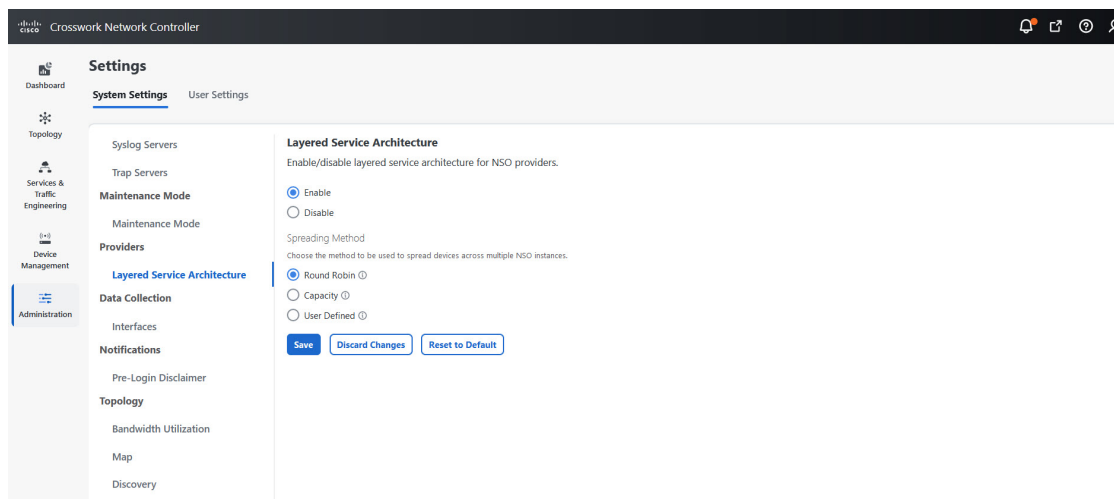 cisco Crosswork Network Controller
Dashboard
Topology
Services &
Traffic
Engineering
Device
Management
Administration
Settings
System Settings User Settings
Syslog Servers
Trap Servers
Maintenance Mode
Maintenance Mode
Providers
Layered Service Architecture
Data Collection
Interfaces
Notifications
Pre-Login Disclaimer
Topology
Bandwidth Utilization
Map
Discovery
Layered Service Architecture
Enable/disable layered service architecture for NSO providers.
Enable
Disable
Spreading Method
Choose the method to be used to spread devices across multiple NSO instances.
Round Robin
Capacity
User Defined
Save Discard Changes Reset to Default